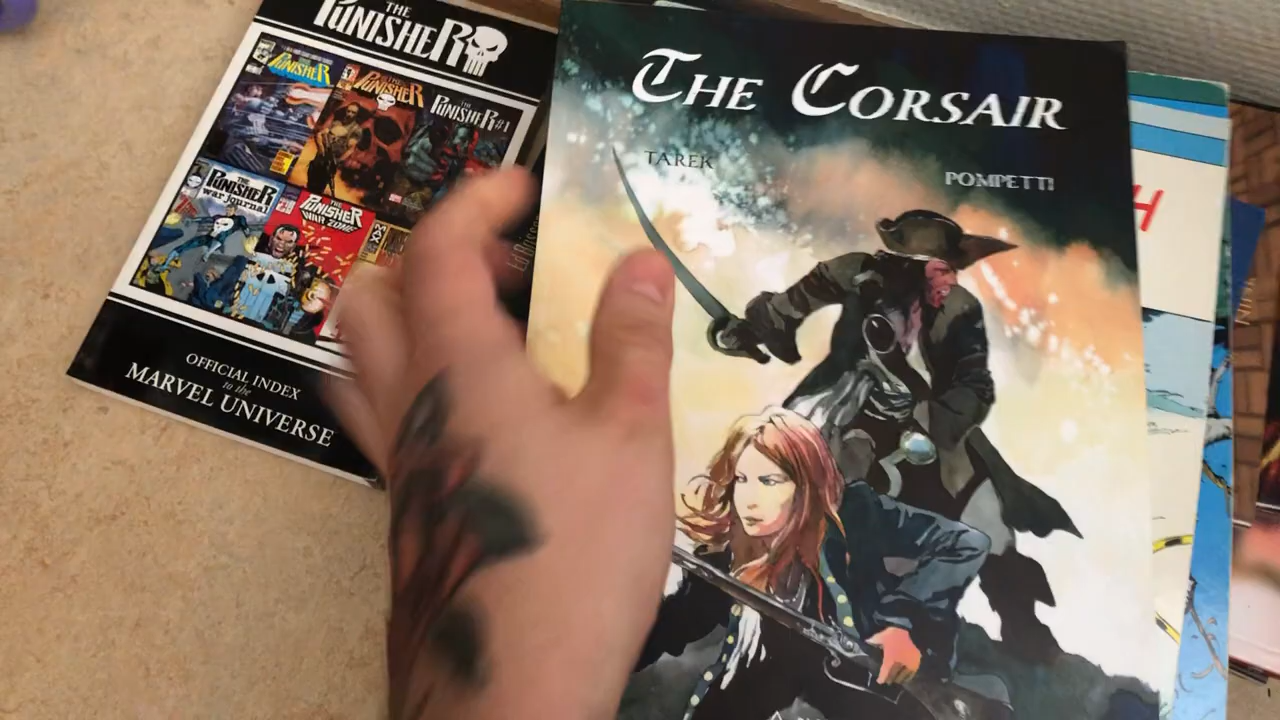 THE
PUNISHER
PUNISHER
THE
PUNISHER
THE
PUNISHER #1
THE
PUNISHER
war journal
THE
PUNISHER
WAR ZONE
MAX
OFFICIAL INDEX
to the
MARVEL UNIVERSE
THE CORSAIR
TAREK
POMPETTI
H